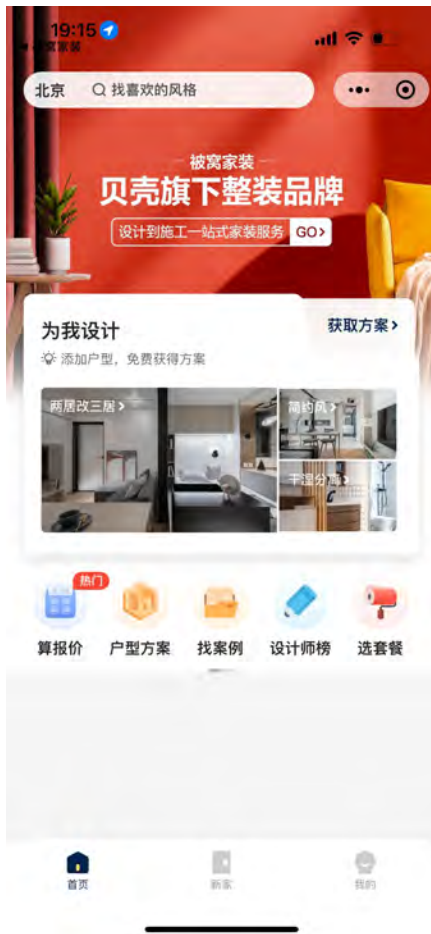 19:15
被窝家装
北京 找喜欢的风格
被窝家装
贝壳旗下整装品牌
设计到施工一站式家装服务 GO>
为我设计
获取方案>
添加户型，免费获得方案
两居改三居>
简约风>
干湿分离>
热门
算报价 户型方案 找案例 设计师榜 选套餐
首页 新家 我的